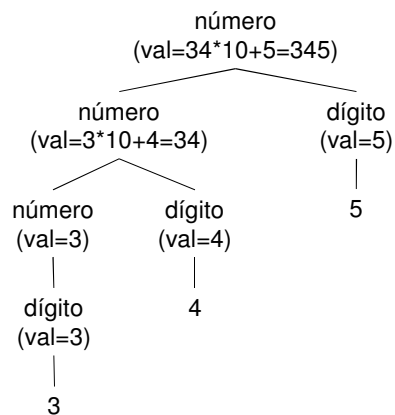 número
(val=34*10+5=345)
número
(val=3*10+4=34)
dígito
(val=5)
número
(val=3)
dígito
(val=4)
5
dígito
(val=3)
4
3